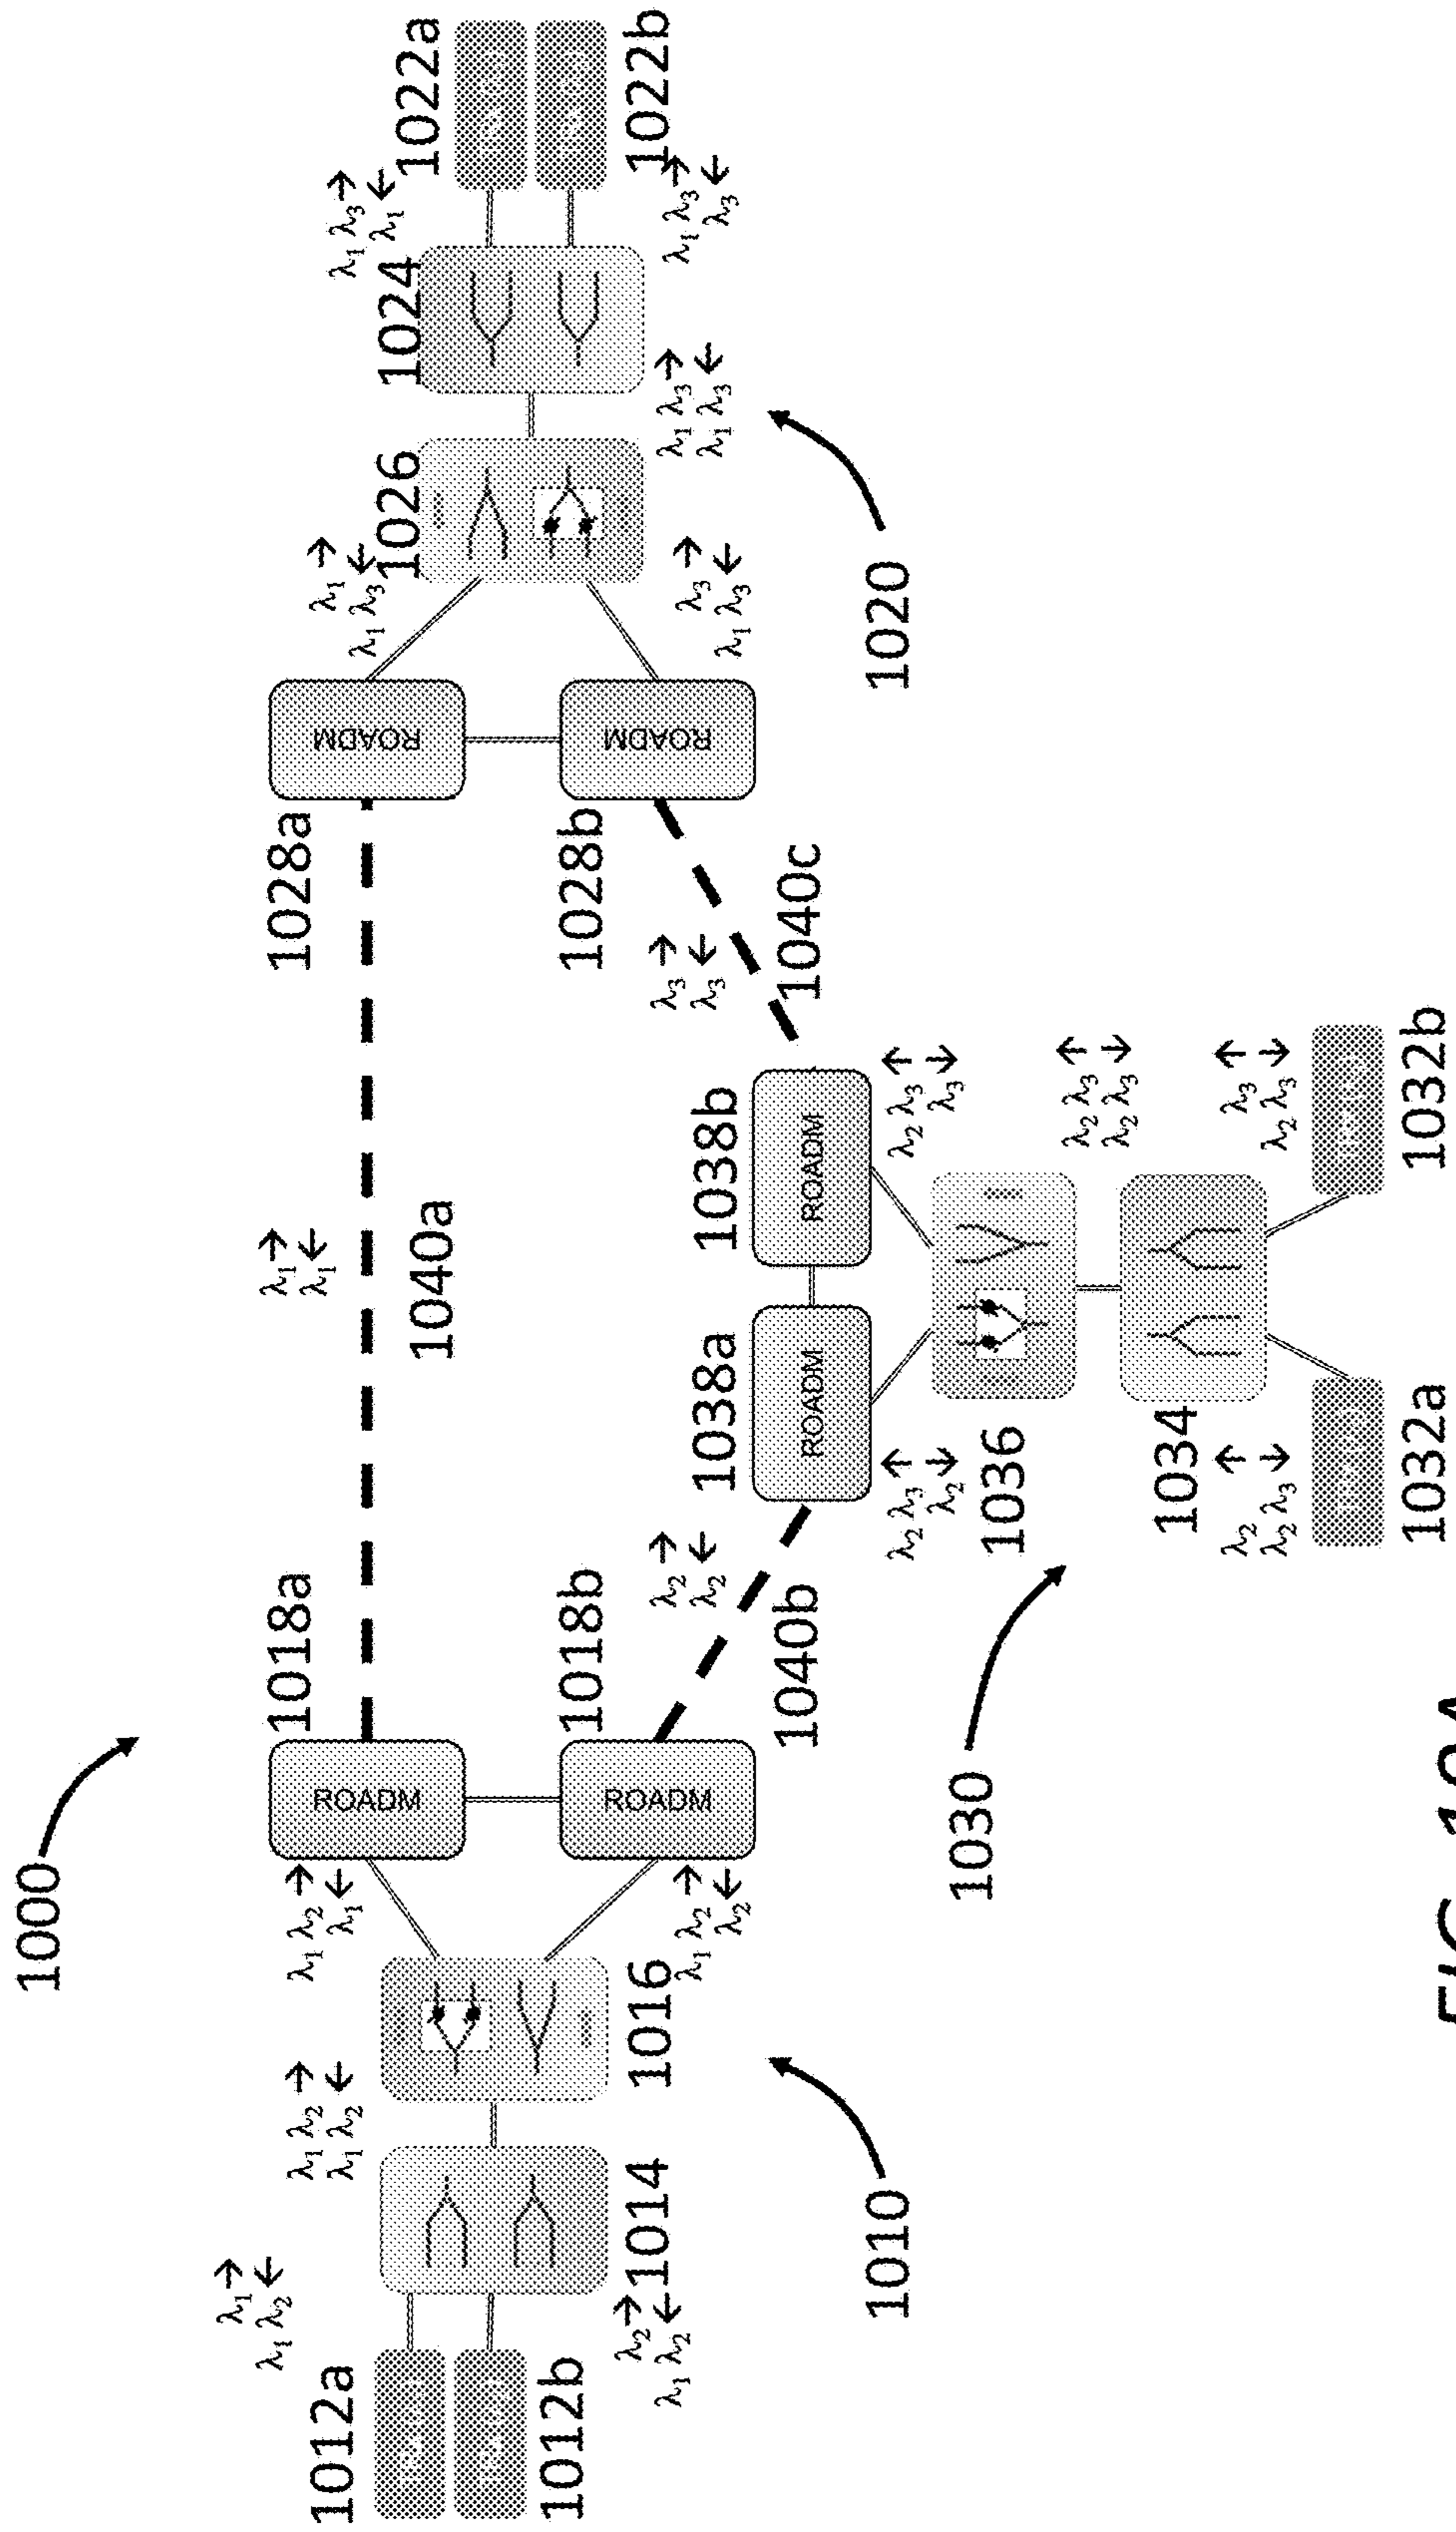 1000
1012a
1012b
λ1→
λ1 λ2←
λ2→
λ1 λ2←
1014
λ1 λ2→
λ1 λ2←
1016
λ1 λ2→
λ1←
λ1 λ2→
λ2←
1010
1018a
ROADM
1018b
ROADM
λ1→
λ1←
1040a
λ2→
λ2←
1040b
λ3→
λ3←
1040c
1028a
ROADM
1028b
ROADM
λ1→
λ1 λ3←
λ3→
λ1 λ3←
1026
λ1 λ3→
λ1 λ3←
1024
λ1 λ3→
λ1←
λ1 λ3→
λ3←
1022a
1022b
1020
1038a
ROADM
1038b
ROADM
λ2 λ3↑
λ2↓
λ2 λ3↑
λ3↓
1036
λ2 λ3↑
λ2 λ3↓
1034
λ2↑
λ2 λ3↓
λ3↑
λ2 λ3↓
1032a
1032b
1030